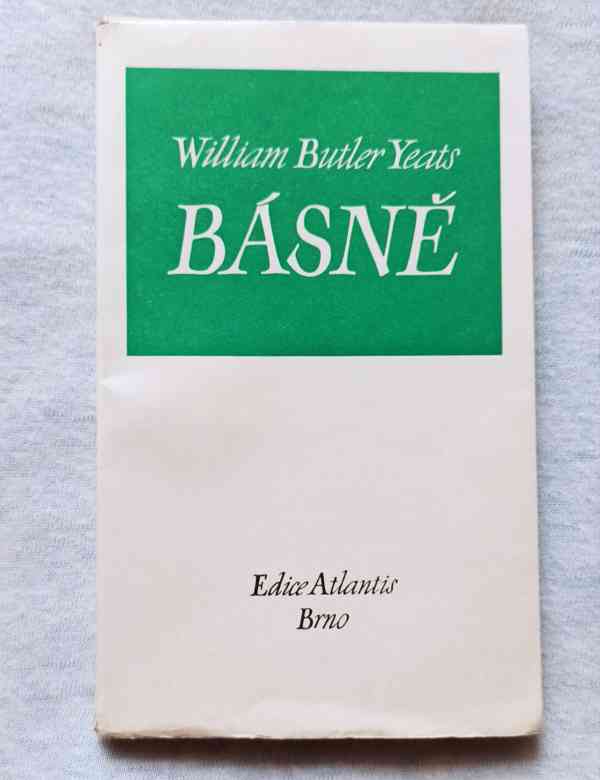 William Butler Yeats
BÁSNĚ
Edice Atlantis
Brno